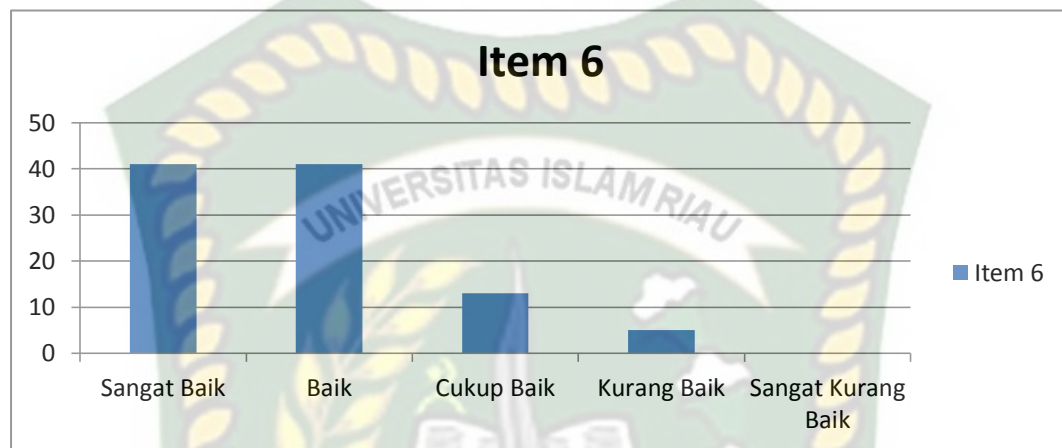 Item 6
50
40
30
20
10
0
UNIVERSITAS ISLAM RIAU
Sangat Baik
Baik
Cukup Baik
Kurang Baik
Sangat Kurang
Baik
Item 6